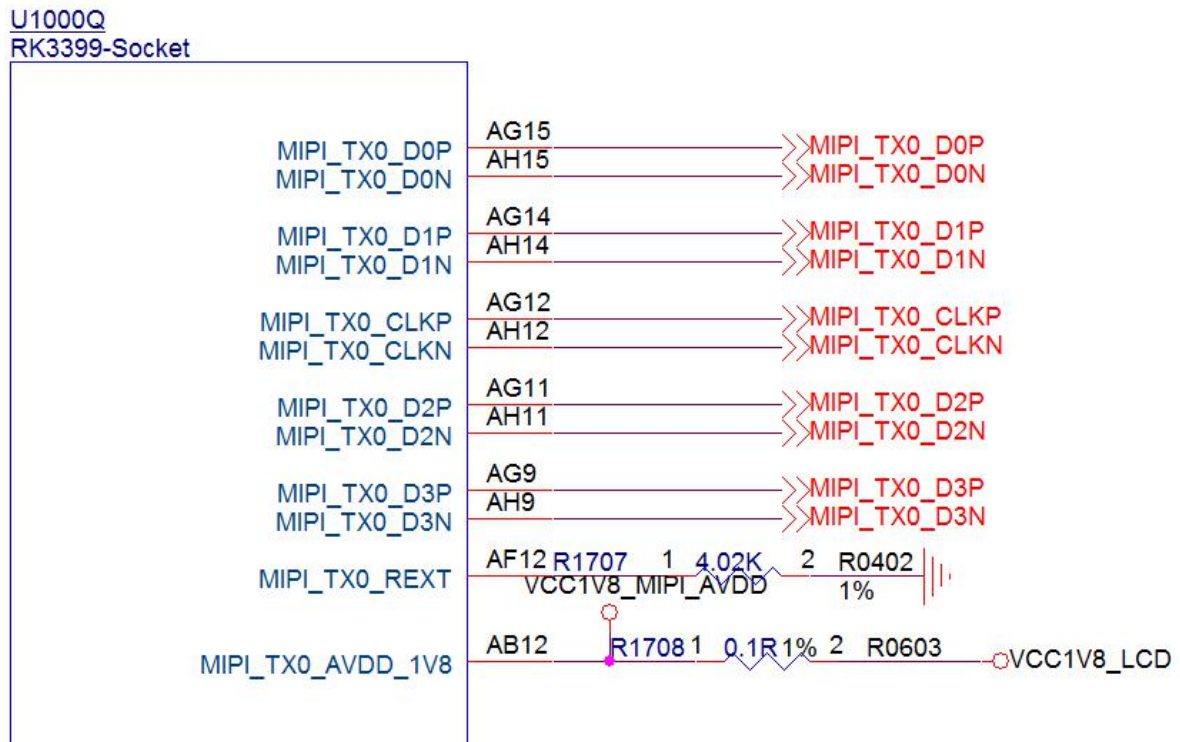 U1000Q
RK3399-Socket
MIPI_TX0_D0P AG15 MIPI_TX0_D0P
MIPI_TX0_D0N AH15 MIPI_TX0_D0N
MIPI_TX0_D1P AG14 MIPI_TX0_D1P
MIPI_TX0_D1N AH14 MIPI_TX0_D1N
MIPI_TX0_CLKP AG12 MIPI_TX0_CLKP
MIPI_TX0_CLKN AH12 MIPI_TX0_CLKN
MIPI_TX0_D2P AG11 MIPI_TX0_D2P
MIPI_TX0_D2N AH11 MIPI_TX0_D2N
MIPI_TX0_D3P AG9 MIPI_TX0_D3P
MIPI_TX0_D3N AH9 MIPI_TX0_D3N
MIPI_TX0_REXT AF12 R1707 1 4.02K 2 R0402
VCC1V8_MIPI_AVDD 1%
MIPI_TX0_AVDD_1V8 AB12 R1708 1 0.1R 1% 2 R0603 VCC1V8_LCD